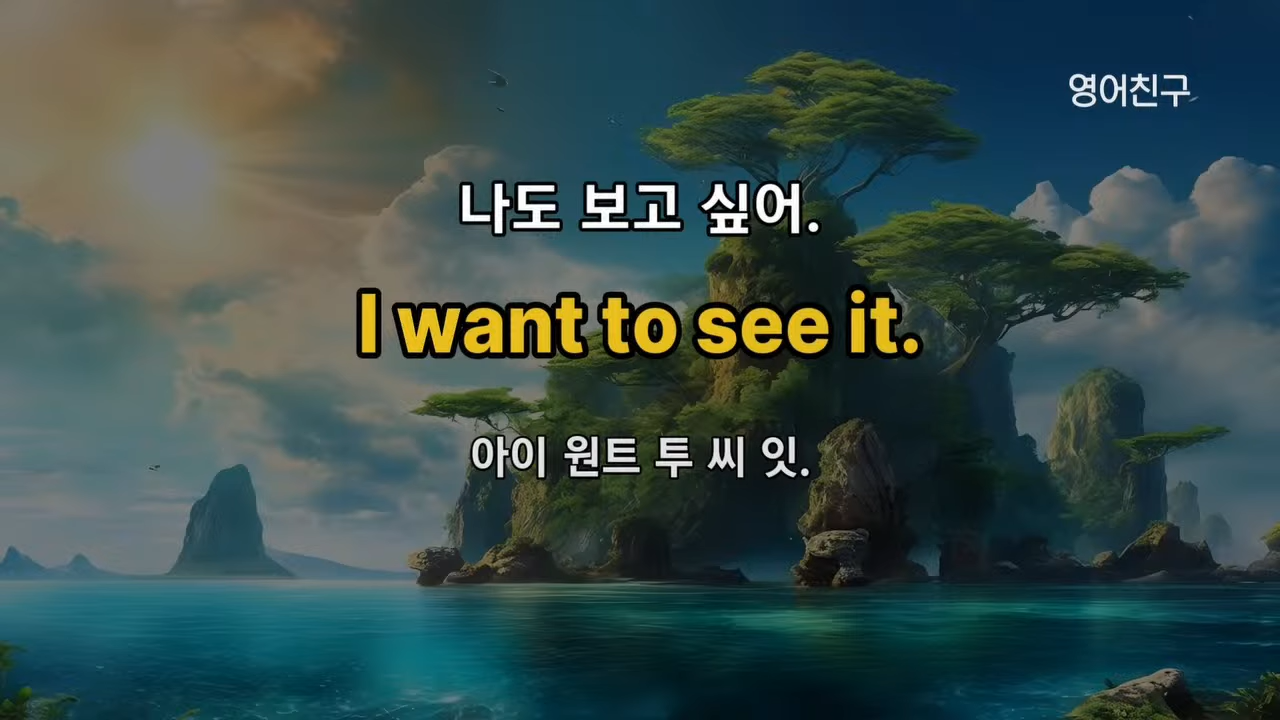 영어친구
나도 보고 싶어.
I want to see it.
아이 원트 투 씨 잇.